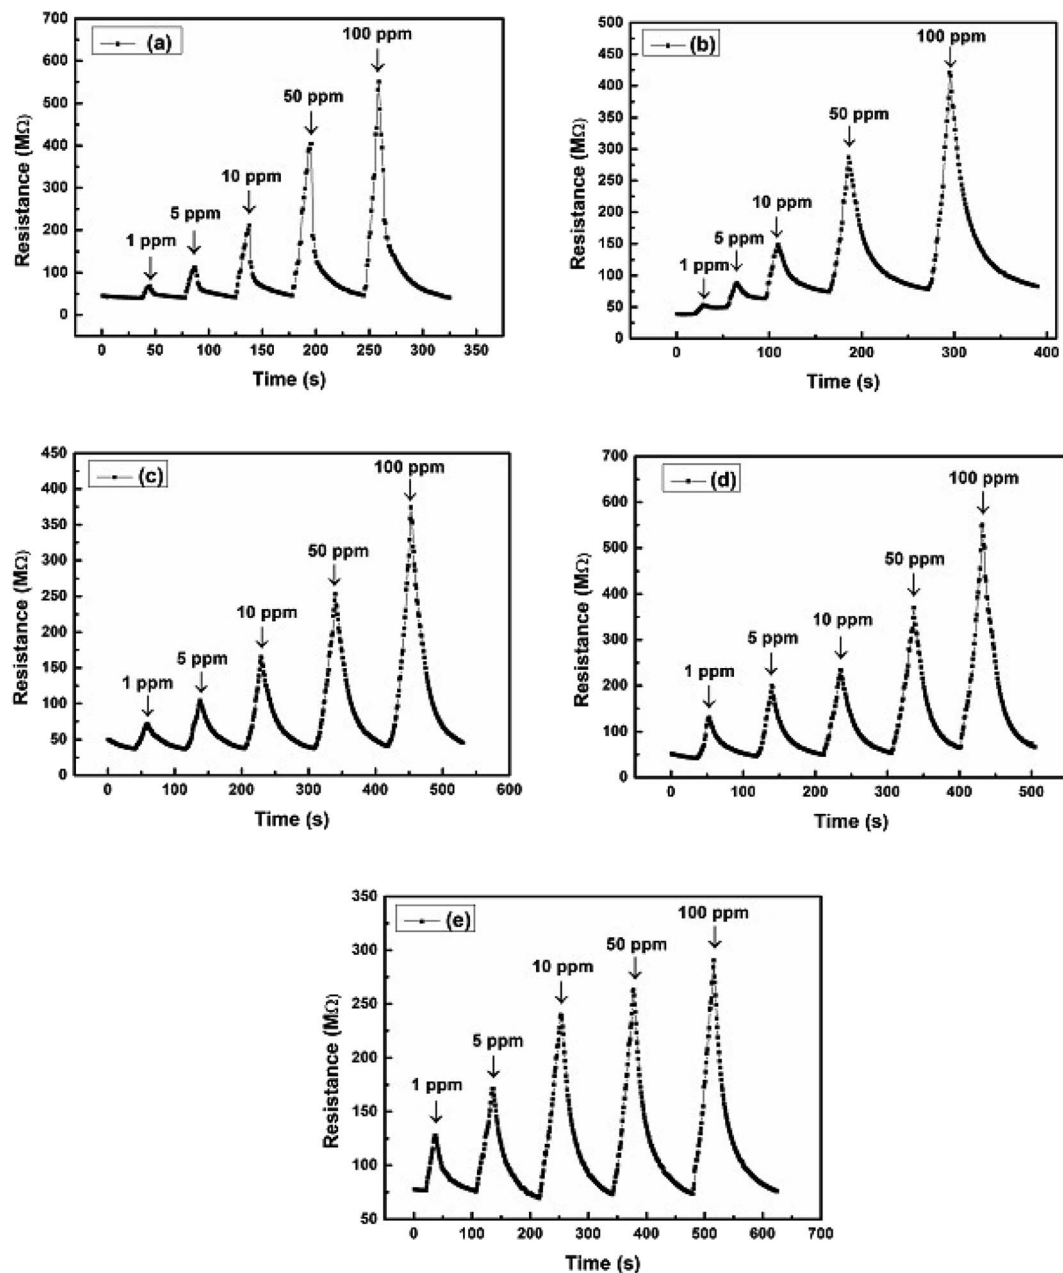 (a)
Resistance (MΩ)
700
600
500
400
300
200
100
0
1 ppm
5 ppm
10 ppm
50 ppm
100 ppm
0 50 100 150 200 250 300 350
Time (s)
(b)
Resistance (MΩ)
500
450
400
350
300
250
200
150
100
50
0
1 ppm
5 ppm
10 ppm
50 ppm
100 ppm
0 100 200 300 400
Time (s)
(c)
Resistance (MΩ)
450
400
350
300
250
200
150
100
50
0
1 ppm
5 ppm
10 ppm
50 ppm
100 ppm
0 100 200 300 400 500 600
Time (s)
(d)
Resistance (MΩ)
700
600
500
400
300
200
100
0
1 ppm
5 ppm
10 ppm
50 ppm
100 ppm
0 100 200 300 400 500
Time (s)
(e)
Resistance (MΩ)
350
300
250
200
150
100
50
1 ppm
5 ppm
10 ppm
50 ppm
100 ppm
0 100 200 300 400 500 600 700
Time (s)